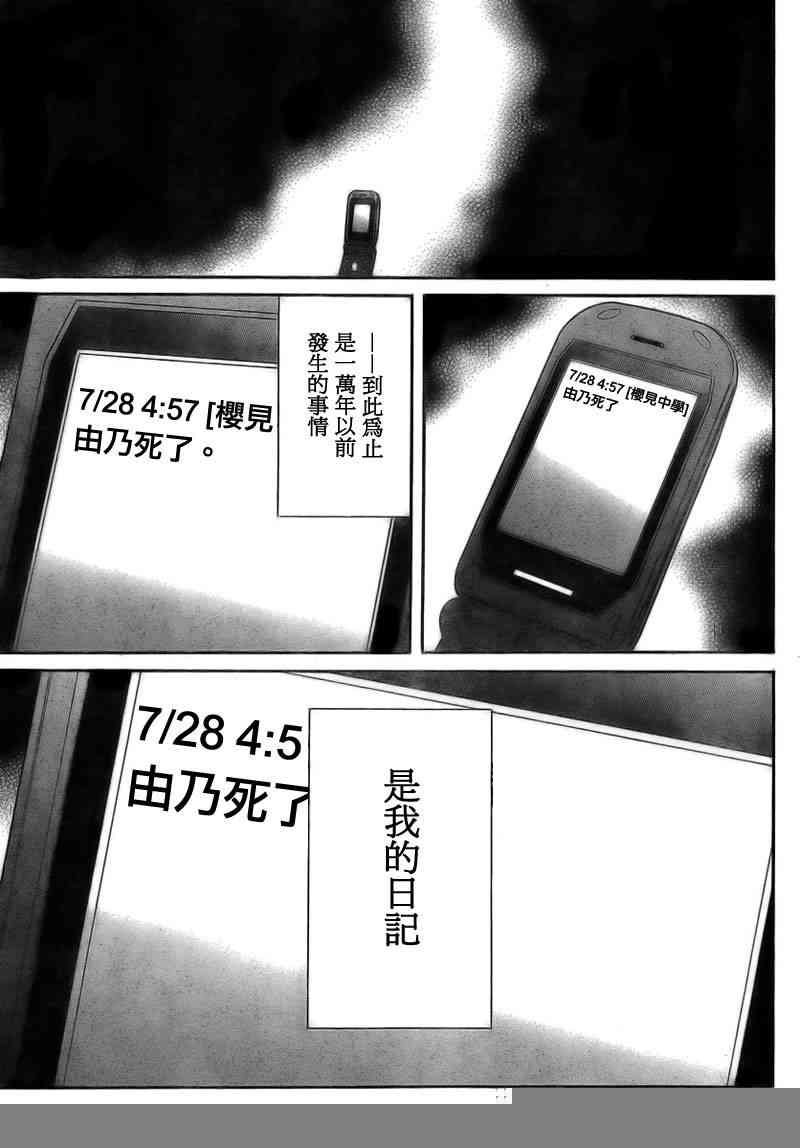 7/28 4:57 [櫻見中學]
由乃死了
——到此爲止
是一萬年以前
發生的事情
7/28 4:57 [櫻見
由乃死了。
7/28 4:5
由乃死了
是我的日記